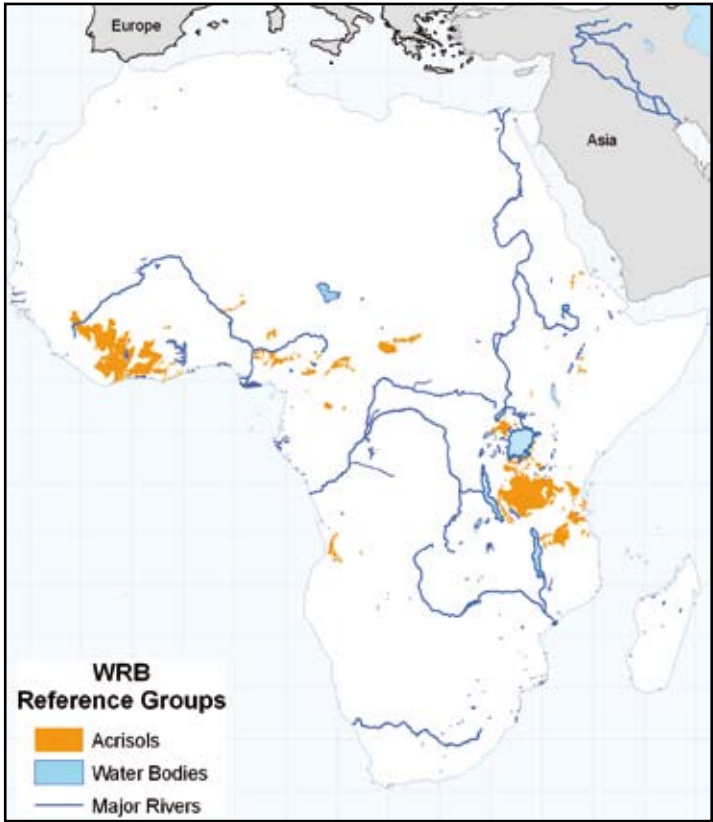 Europe
Asia
WRB
Reference Groups
Acrisols
Water Bodies
Major Rivers